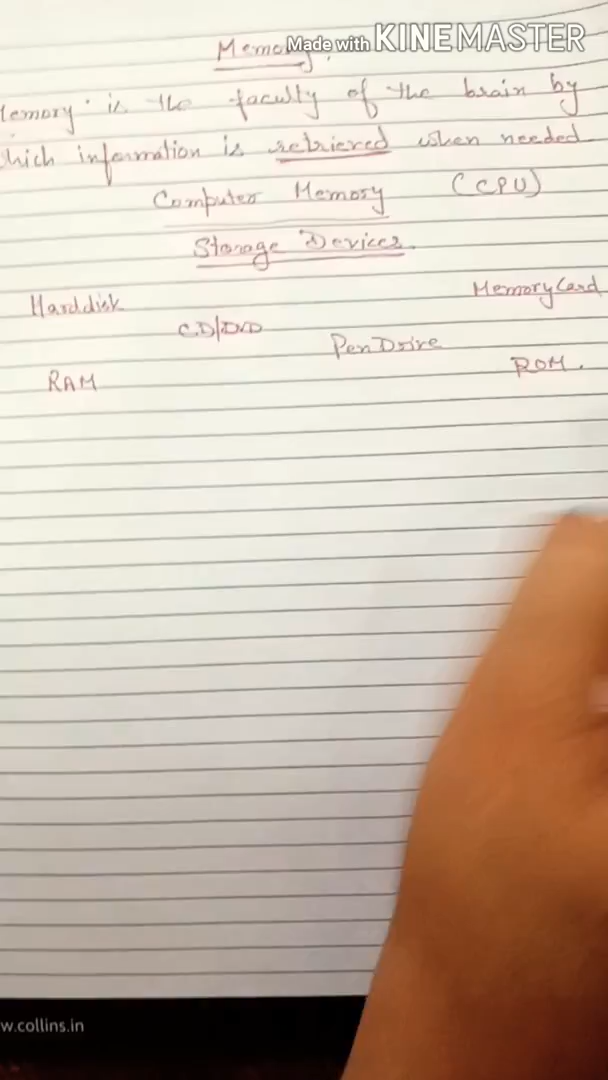 Memory.
Made with KINEMASTER
Memory is the faculty of the brain by
which information is retrieved when needed
Computer Memory (CPU)
Storage Devices.
Harddisk CD/DVD Pen Drive Memory Card
RAM ROM.
w.collins.in